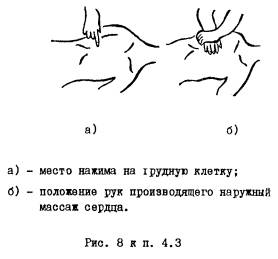 а) б)
а) - место нажима на грудную клетку;
б) - положение рук производящего наружный
массаж сердца.
Рис. 8 к п. 4.3